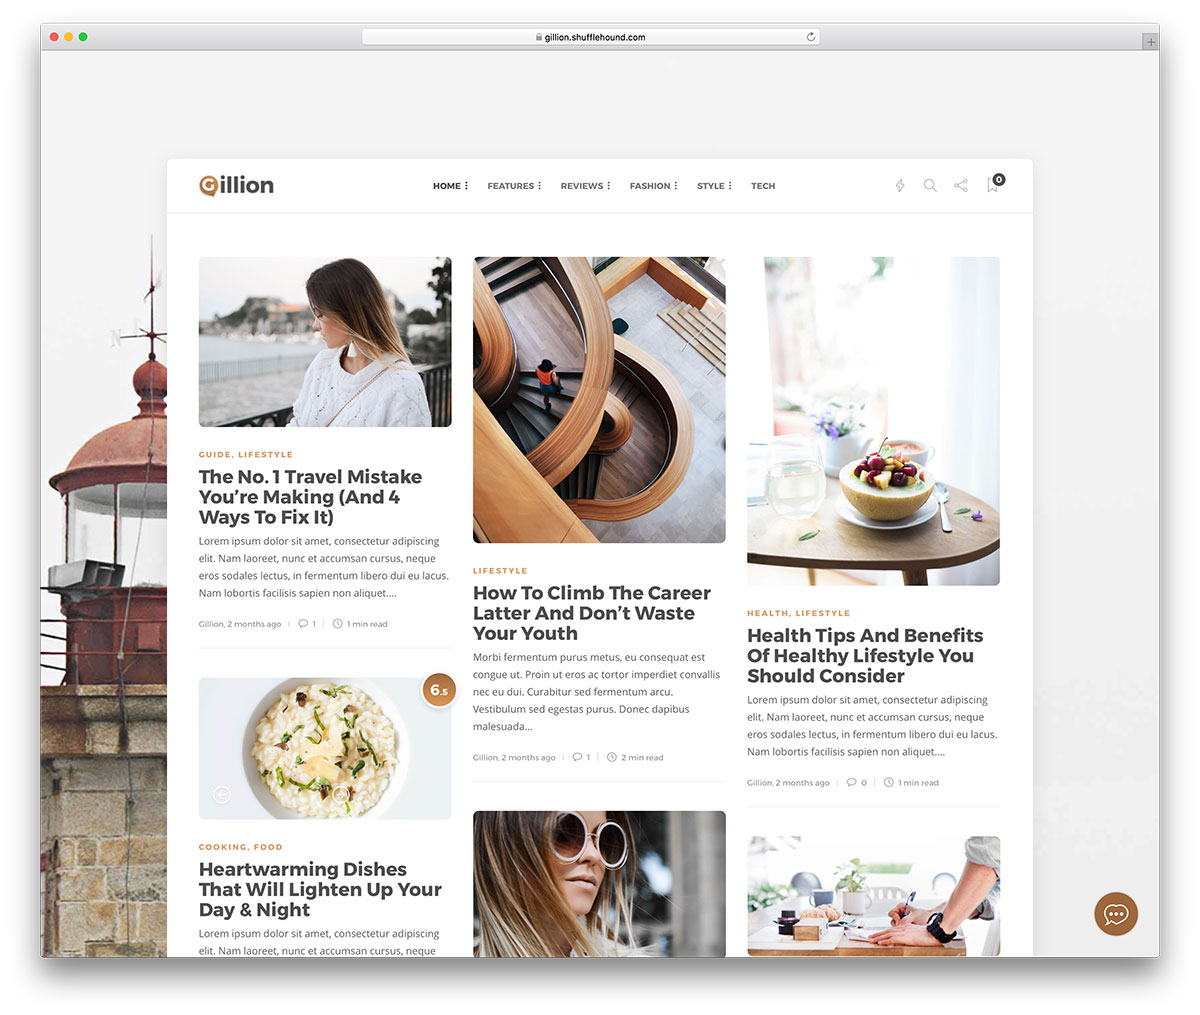 gillion.shufflehound.com
Gillion
HOME FEATURES REVIEWS FASHION STYLE TECH
0
GUIDE, LIFESTYLE
The No. 1 Travel Mistake
You’re Making (And 4
Ways To Fix It)
Lorem ipsum dolor sit amet, consectetur adipiscing
elit. Nam laoreet, nunc et accumsan cursus, neque
eros sodales lectus, in fermentum libero dui eu lacus.
Nam lobortis facilisis sapien non aliquet....
Gillion, 2 months ago 1 1 min read
6.5
COOKING, FOOD
Heartwarming Dishes
That Will Lighten Up Your
Day & Night
Lorem ipsum dolor sit amet, consectetur adipiscing
elit. Nam laoreet, nunc et accumsan cursus, neque
LIFESTYLE
How To Climb The Career
Latter And Don’t Waste
Your Youth
Morbi fermentum purus metus, eu consequat est
congue ut. Proin ut eros ac tortor imperdiet convallis
nec eu dui. Curabitur sed fermentum arcu.
Vestibulum sed egestas purus. Donec dapibus
malesuada...
Gillion, 2 months ago 1 2 min read
HEALTH, LIFESTYLE
Health Tips And Benefits
Of Healthy Lifestyle You
Should Consider
Lorem ipsum dolor sit amet, consectetur adipiscing
elit. Nam laoreet, nunc et accumsan cursus, neque
eros sodales lectus, in fermentum libero dui eu lacus.
Nam lobortis facilisis sapien non aliquet....
Gillion, 2 months ago 0 1 min read